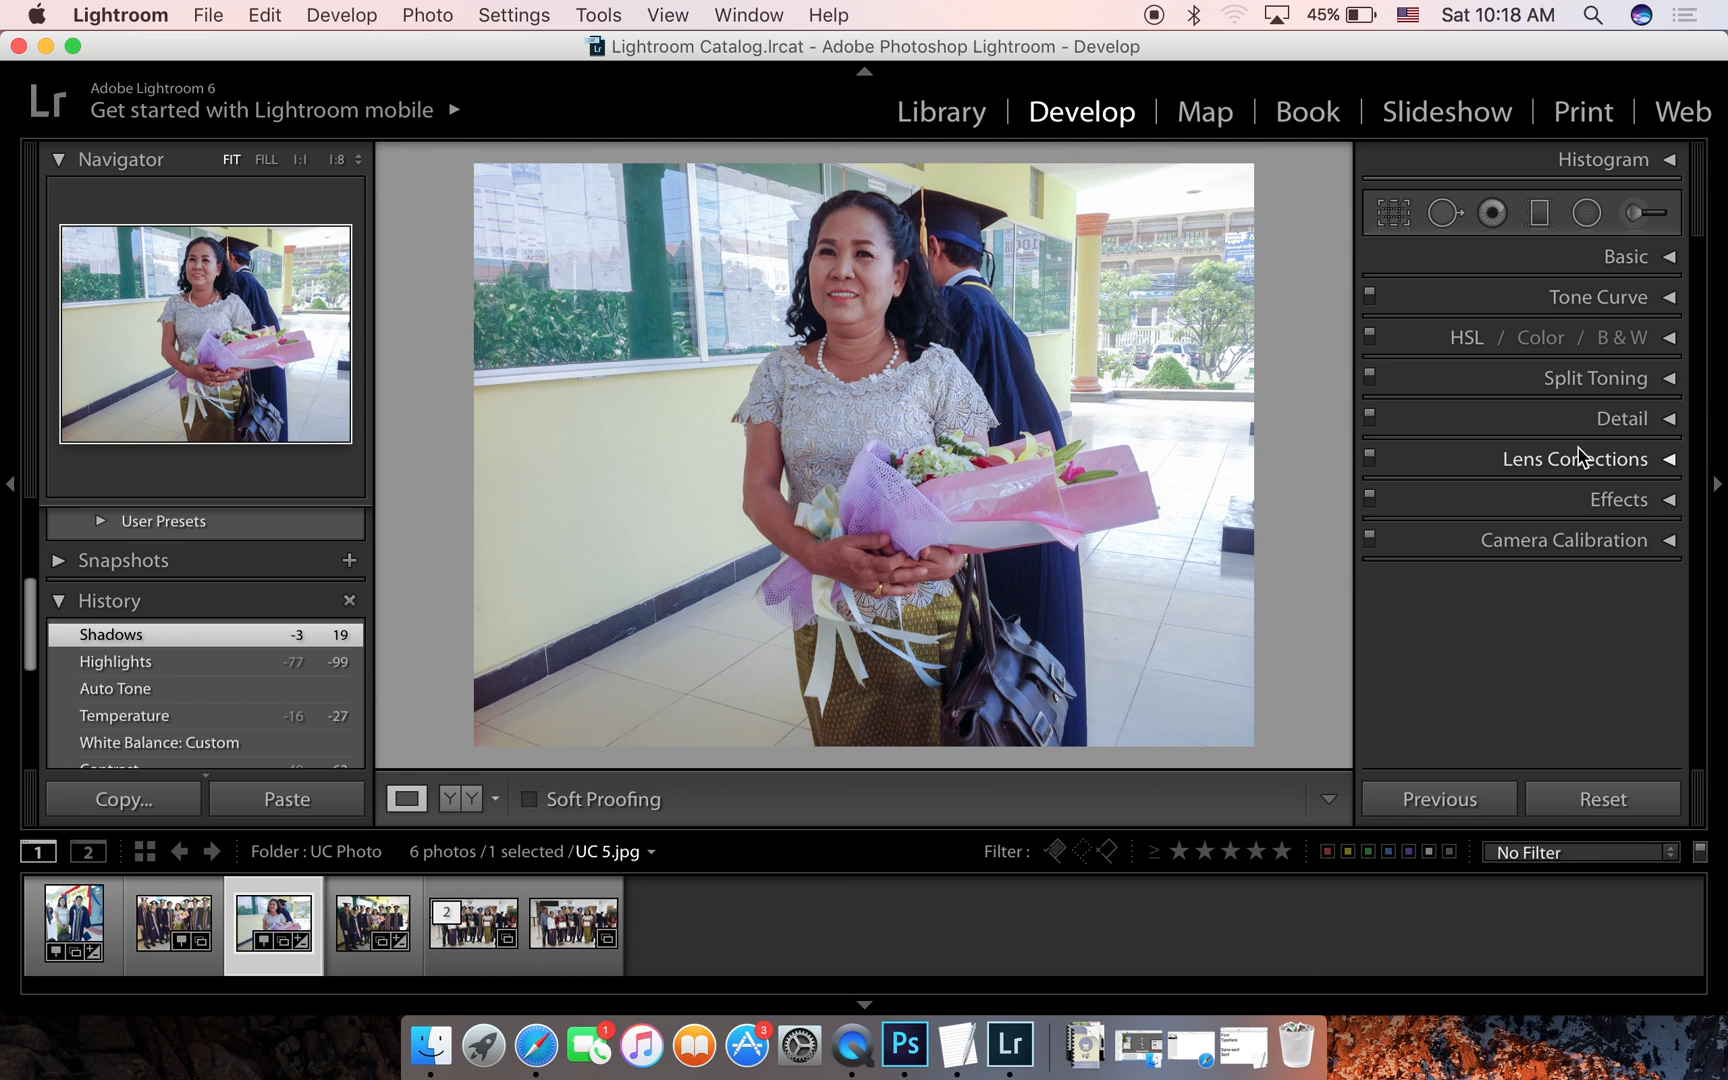 Lightroom File Edit Develop Photo Settings Tools View Window Help 45% Sat 10:18 AM
Lightroom Catalog.lrcat - Adobe Photoshop Lightroom - Develop
Lr
Adobe Lightroom 6
Get started with Lightroom mobile
Library | Develop | Map | Book | Slideshow | Print | Web
Navigator FIT FILL 1:1 1:8
User Presets
Snapshots
History
Shadows -3 19
Highlights -77 -99
Auto Tone
Temperature -16 -27
White Balance: Custom
Copy... Paste
Soft Proofing
Histogram
Basic
Tone Curve
HSL / Color / B & W
Split Toning
Detail
Lens Corrections
Effects
Camera Calibration
Previous Reset
1 2 Folder : UC Photo 6 photos / 1 selected / UC 5.jpg Filter : No Filter
2
1 3 Ps Lr